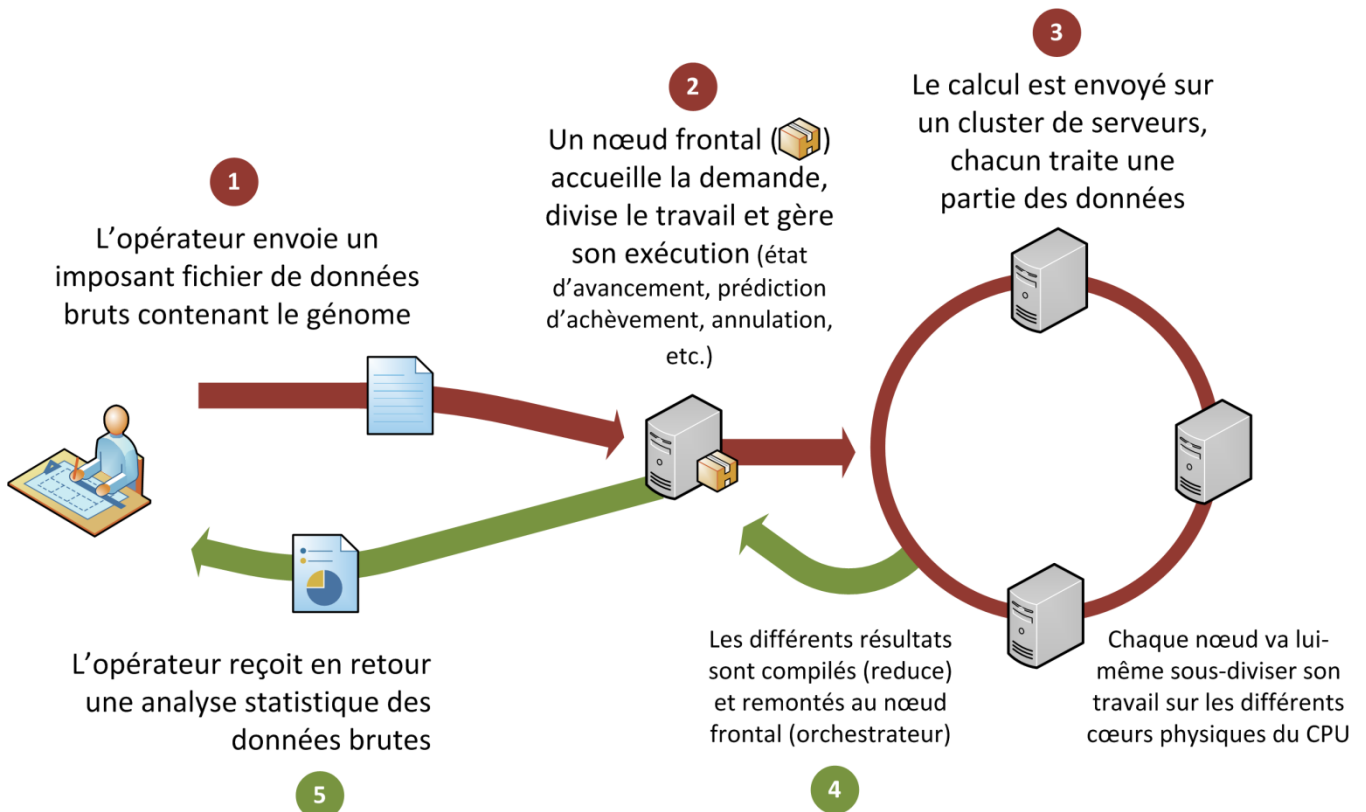 1
L’opérateur envoie un
imposant fichier de données
bruts contenant le génome
2
Un nœud frontal ( )
accueille la demande,
divise le travail et gère
son exécution (état
d’avancement, prédiction
d’achèvement, annulation,
etc.)
3
Le calcul est envoyé sur
un cluster de serveurs,
chacun traite une
partie des données
Chaque nœud va lui-
même sous-diviser son
travail sur les différents
cœurs physiques du CPU
Les différents résultats
sont compilés (reduce)
et remontés au nœud
frontal (orchestrateur)
4
L’opérateur reçoit en retour
une analyse statistique des
données brutes
5